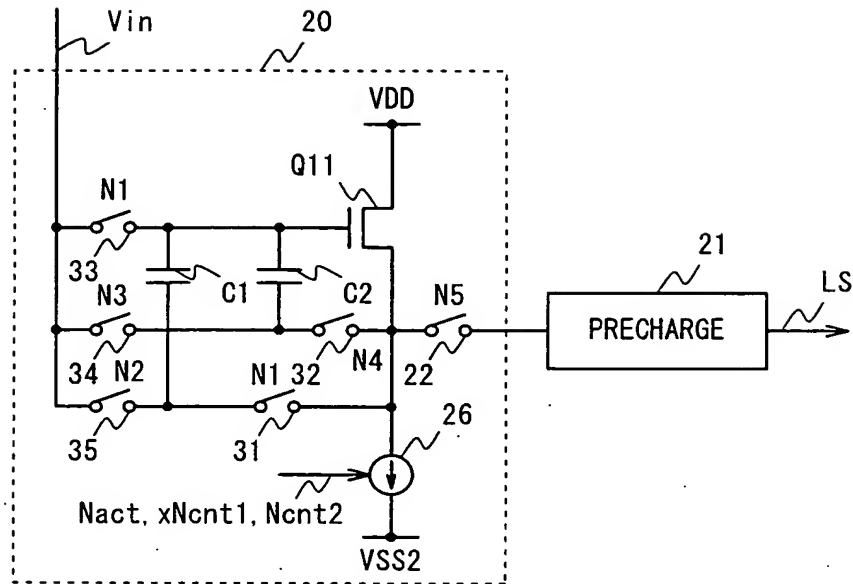 Vin
20
VDD
Q11
N1
33
C1
C2
21
N3
N5
LS
PRECHARGE
34
32
N4
22
N2
N1
26
35
31
Nact, xNcnt1, Ncnt2
VSS2